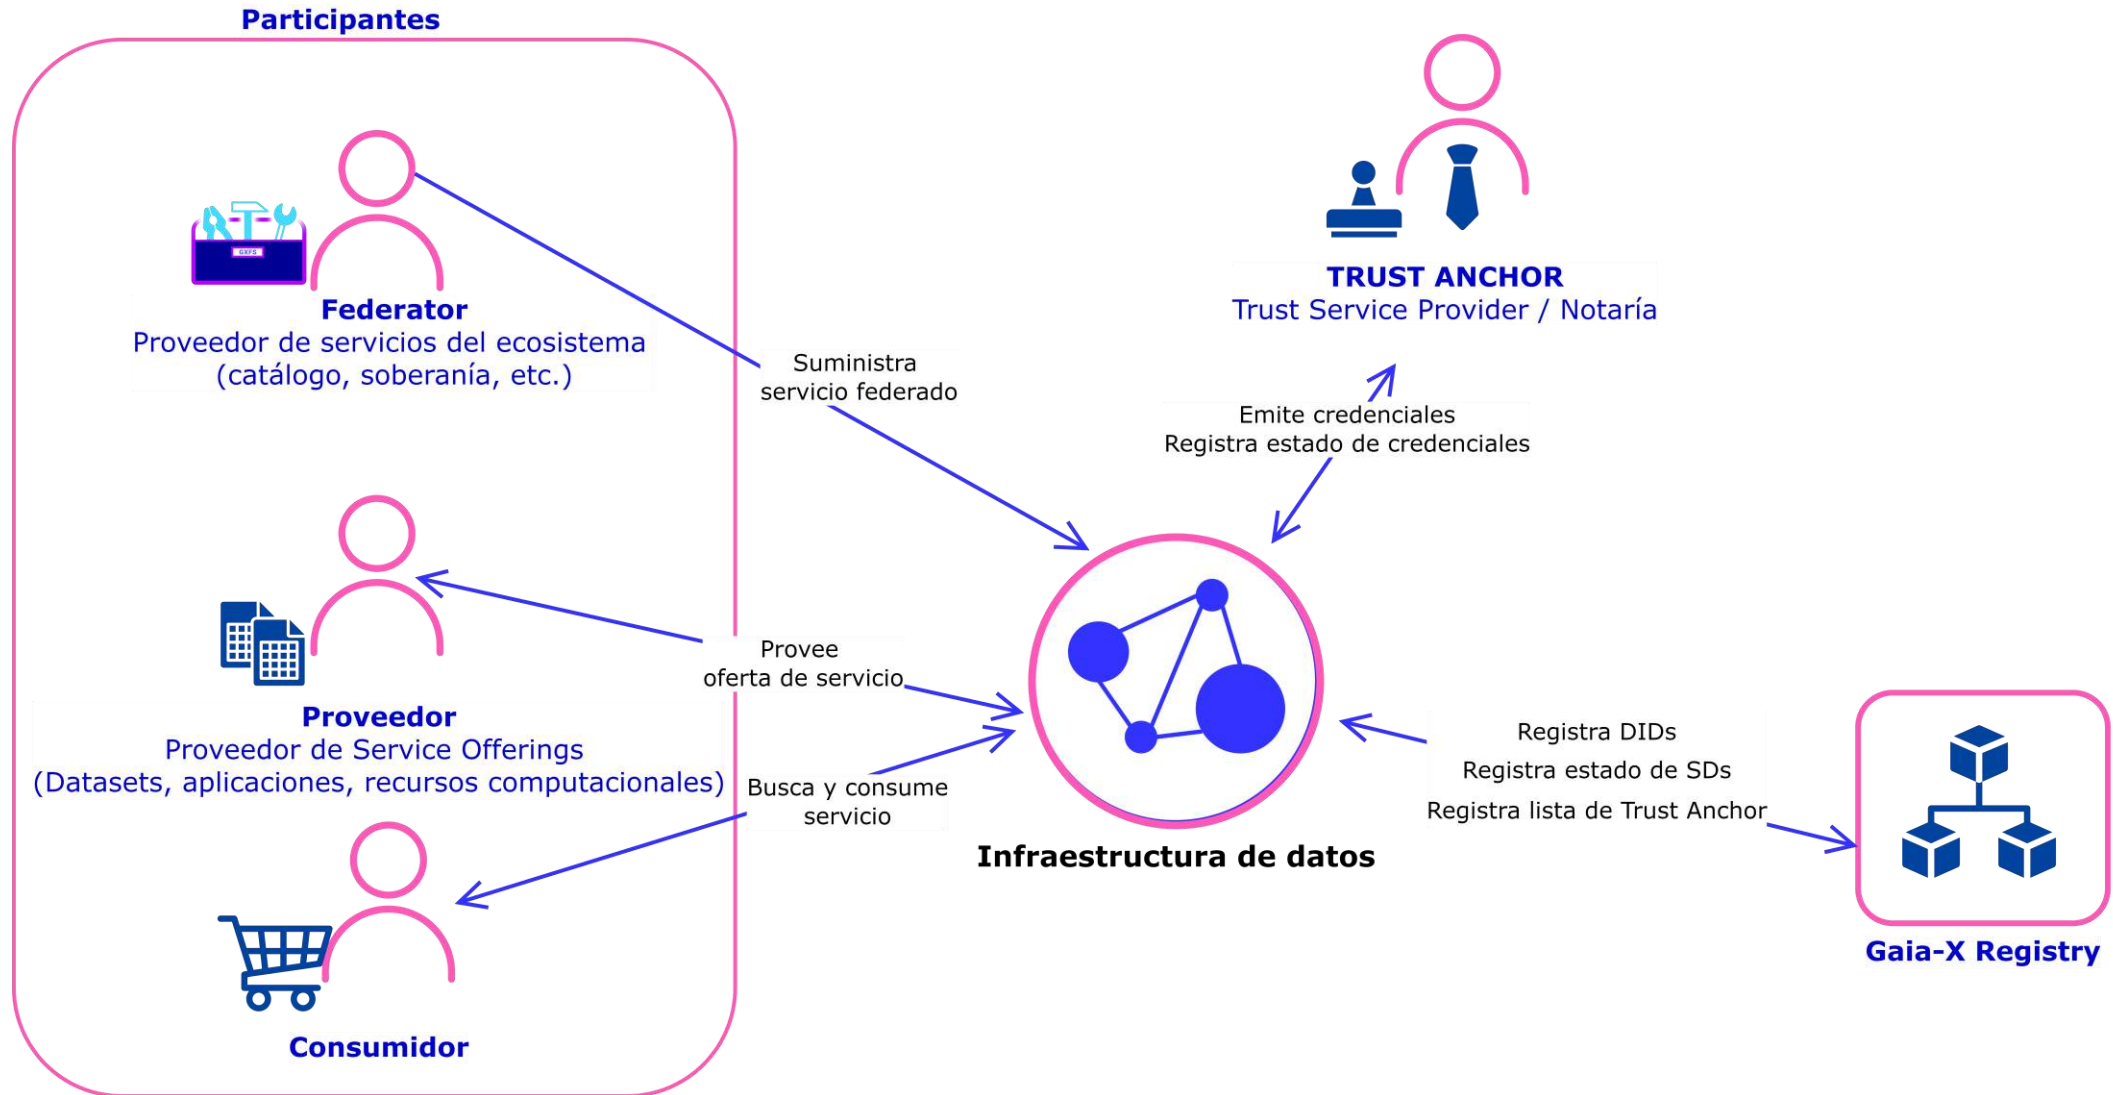 Participantes
GXFS
Federator
Proveedor de servicios del ecosistema
(catálogo, soberanía, etc.)
Suministra
servicio federado
TRUST ANCHOR
Trust Service Provider / Notaría
Emite credenciales
Registra estado de credenciales
Proveedor
Proveedor de Service Offerings
(Datasets, aplicaciones, recursos computacionales)
Provee
oferta de servicio
Busca y consume
servicio
Consumidor
Infraestructura de datos
Registra DIDs
Registra estado de SDs
Registra lista de Trust Anchor
Gaia-X Registry